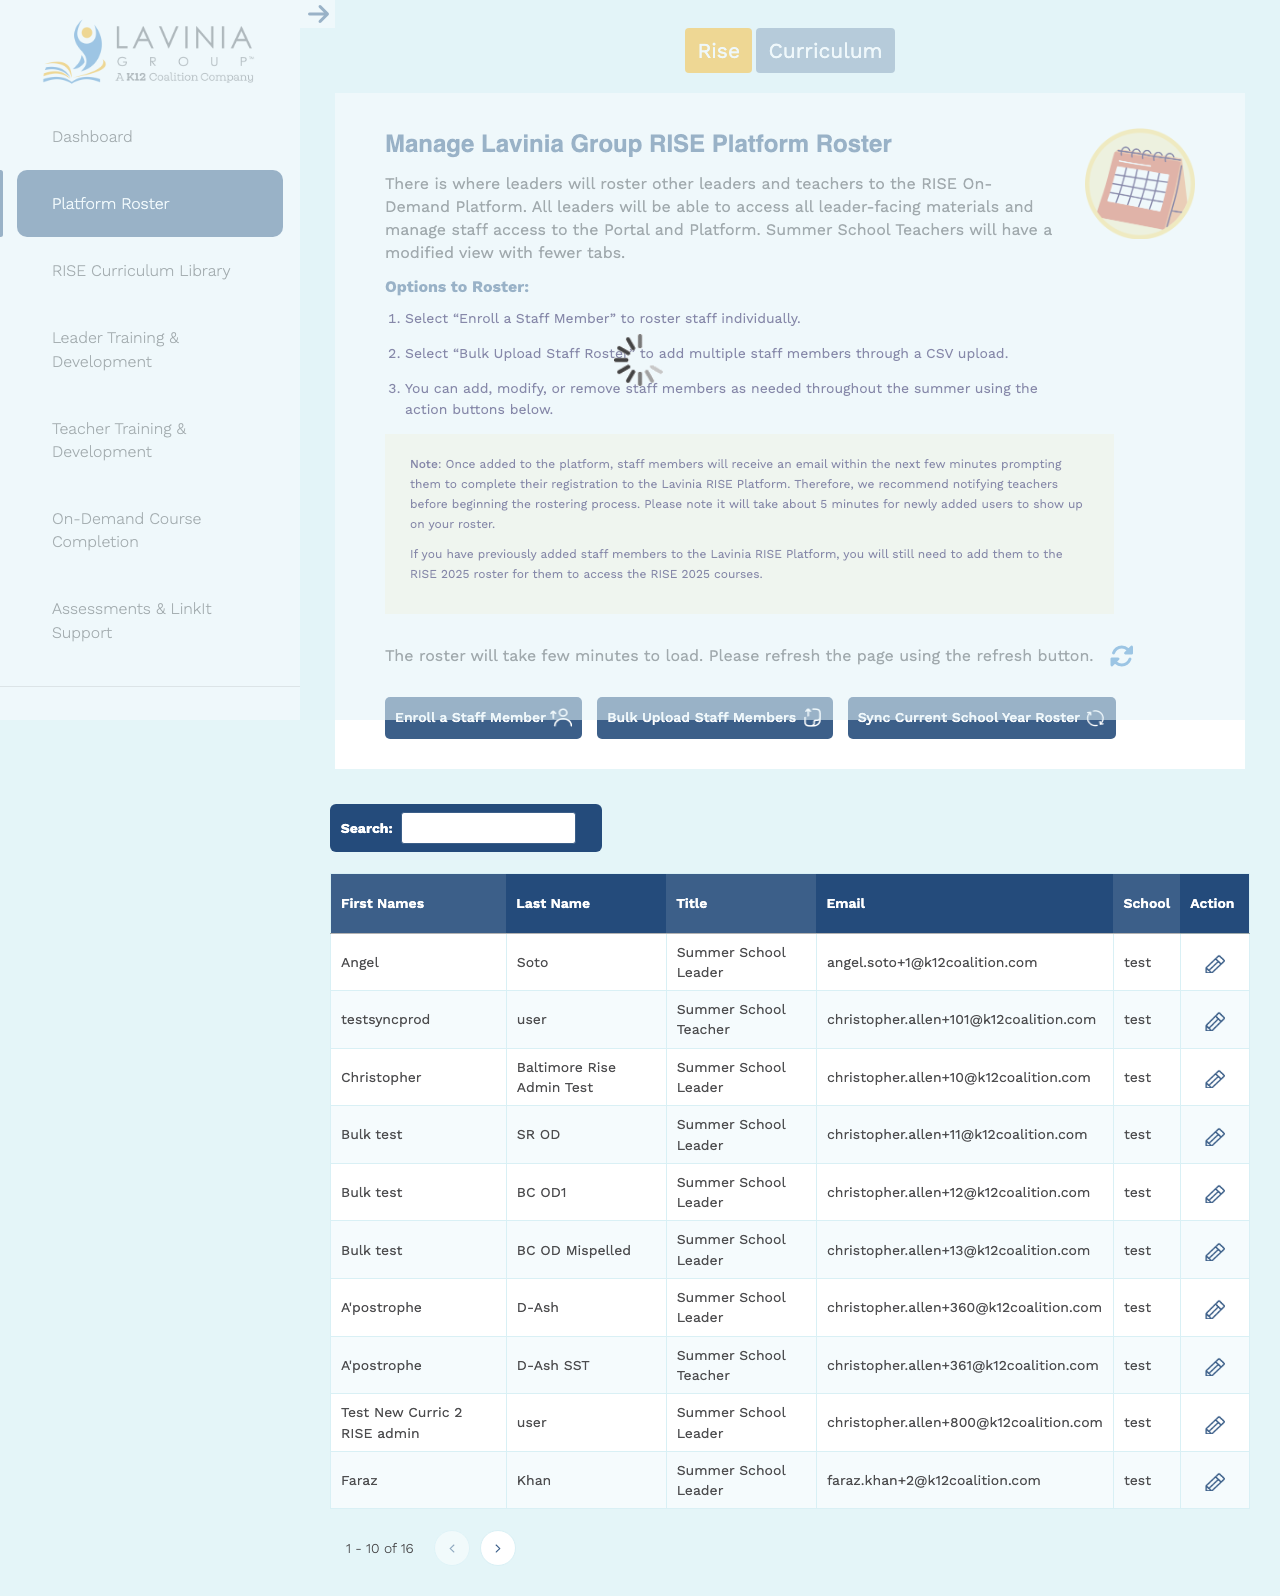 LAVINIA
GROUP™
A K12 Coalition Company
Dashboard
Platform Roster
RISE Curriculum Library
Leader Training &
Development
Teacher Training &
Development
On-Demand Course
Completion
Assessments & LinkIt
Support
Rise
Curriculum
Manage Lavinia Group RISE Platform Roster
There is where leaders will roster other leaders and teachers to the RISE On-
Demand Platform. All leaders will be able to access all leader-facing materials and
manage staff access to the Portal and Platform. Summer School Teachers will have a
modified view with fewer tabs.
Options to Roster:
1. Select “Enroll a Staff Member” to roster staff individually.
2. Select “Bulk Upload Staff Roster” to add multiple staff members through a CSV upload.
3. You can add, modify, or remove staff members as needed throughout the summer using the
action buttons below.
Note: Once added to the platform, staff members will receive an email within the next few minutes prompting
them to complete their registration to the Lavinia RISE Platform. Therefore, we recommend notifying teachers
before beginning the rostering process. Please note it will take about 5 minutes for newly added users to show up
on your roster.
If you have previously added staff members to the Lavinia RISE Platform, you will still need to add them to the
RISE 2025 roster for them to access the RISE 2025 courses.
The roster will take few minutes to load. Please refresh the page using the refresh button.
Enroll a Staff Member
Bulk Upload Staff Members
Sync Current School Year Roster
Search:
First Names Last Name Title Email School Action
Angel Soto Summer School Leader angel.soto+1@k12coalition.com test
testsyncprod user Summer School Teacher christopher.allen+101@k12coalition.com test
Christopher Baltimore Rise Admin Test Summer School Leader christopher.allen+10@k12coalition.com test
Bulk test SR OD Summer School Leader christopher.allen+11@k12coalition.com test
Bulk test BC OD1 Summer School Leader christopher.allen+12@k12coalition.com test
Bulk test BC OD Mispelled Summer School Leader christopher.allen+13@k12coalition.com test
A'postrophe D-Ash Summer School Leader christopher.allen+360@k12coalition.com test
A'postrophe D-Ash SST Summer School Teacher christopher.allen+361@k12coalition.com test
Test New Curric 2 RISE admin user Summer School Leader christopher.allen+800@k12coalition.com test
Faraz Khan Summer School Leader faraz.khan+2@k12coalition.com test
1 - 10 of 16